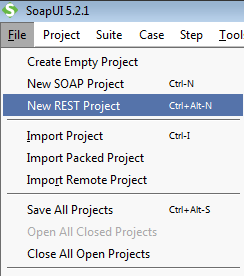 SoapUI 5.2.1
File Project Suite Case Step Tools
Create Empty Project
New SOAP Project Ctrl-N
New REST Project Ctrl+Alt-N
Import Project Ctrl-I
Import Packed Project
Import Remote Project
Save All Projects Ctrl+Alt-S
Open All Closed Projects
Close All Open Projects